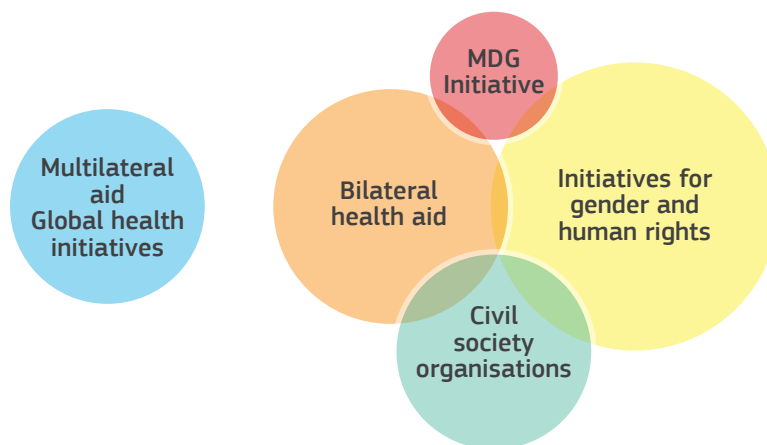 MDG
Initiative
Multilateral
aid
Global health
initiatives
Bilateral
health aid
Initiatives for
gender and
human rights
Civil
society
organisations